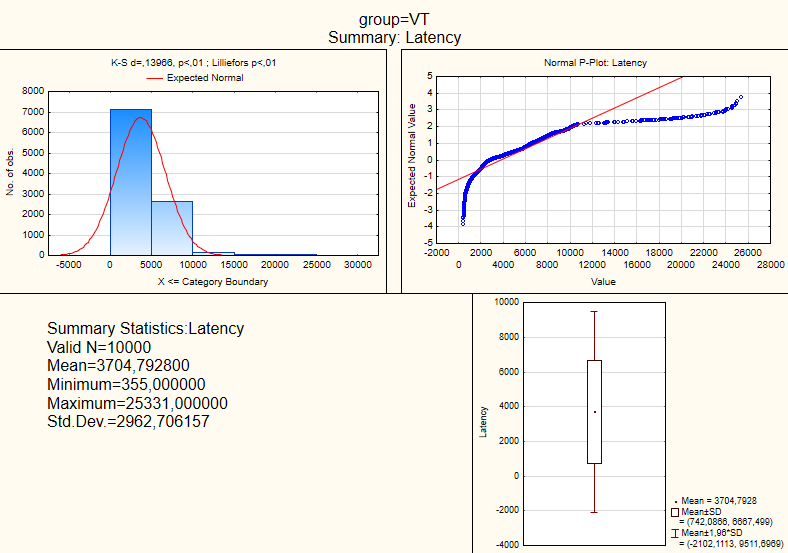 group=VT
Summary: Latency
K-S d=,13966, p<,01 ; Lilliefors p<,01
Expected Normal
8000
7000
6000
5000
4000
3000
2000
1000
0
No. of obs.
-5000 0 5000 10000 15000 20000 25000 30000
X <= Category Boundary
Normal P-Plot: Latency
5
4
3
2
1
0
-1
-2
-3
-4
-5
Expected Normal Value
-2000 2000 6000 10000 14000 18000 22000 26000
0 4000 8000 12000 16000 20000 24000 28000
Value
Summary Statistics:Latency
Valid N=10000
Mean=3704,792800
Minimum=355,000000
Maximum=25331,000000
Std.Dev.=2962,706157
10000
8000
6000
4000
2000
0
-2000
-4000
Latency
Mean = 3704,7928
Mean±SD
= (742,0866, 6667,499)
Mean±1,96*SD
= (-2102,1113, 9511,6969)